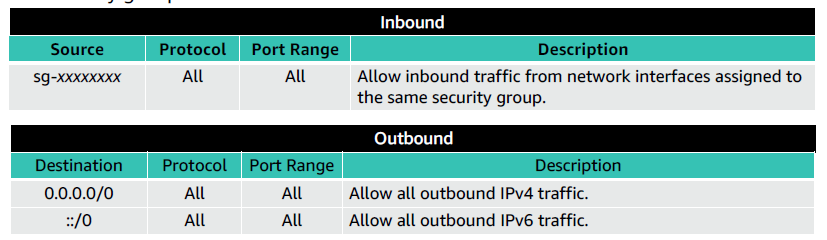 Inbound
Source Protocol Port Range Description
sg-xxxxxxxx All All Allow inbound traffic from network interfaces assigned to
the same security group.
Outbound
Destination Protocol Port Range Description
0.0.0.0/0 All All Allow all outbound IPv4 traffic.
::/0 All All Allow all outbound IPv6 traffic.